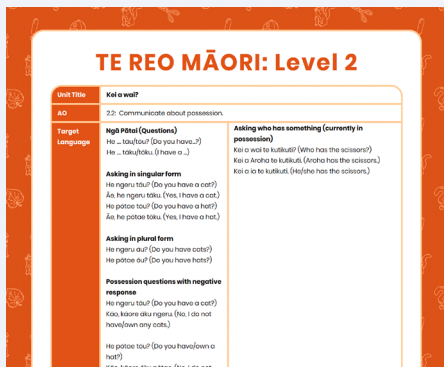 TE REO MĀORI: Level 2
Unit Title
Kei a wai?
AO
2.2: Communicate about possession.
Target
Language
Ngā Pātai (Questions)
He ... tāu/tōu? (Do you have...?)
He ... tāku/tōku. (I have a ...)
Asking in singular form
He ngeru tāu? (Do you have a cat?)
Āe, he ngeru tāku. (Yes, I have a cat.)
He pōtae tōu? (Do you have a hat?)
Āe, he pōtae tōku. (Yes, I have a hat.)
Asking in plural form
He ngeru āu? (Do you have cats?)
He pōtae ōu? (Do you have hats?)
Possession questions with negative
response
He ngeru tāu? (Do you have a cat?)
Kāo, kāore āku ngeru. (No, I do not
have/own any cats.)
He pōtae tōu? (Do you have/own a
hat?)
Asking who has something (currently in
possession)
Kei a wai te kutikuti? (Who has the scissors?)
Kei a Aroha te kutikuti. (Aroha has the scissors.)
Kei a ia te kutikuti. (He/she has the scissors.)